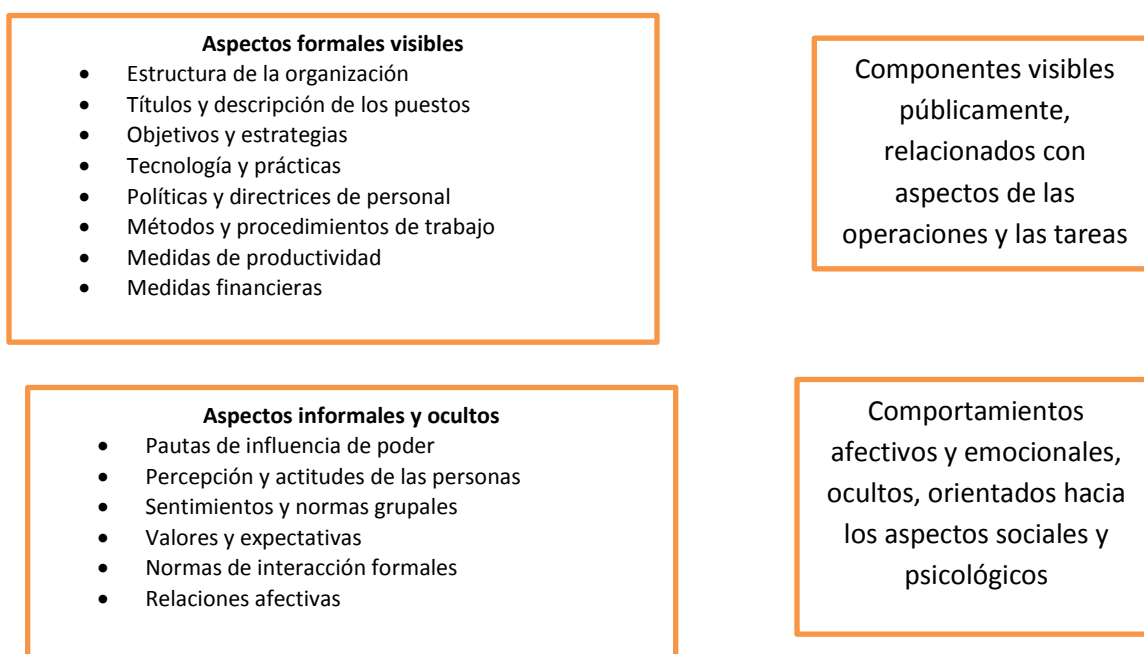 Aspectos formales visibles
• Estructura de la organización
• Títulos y descripción de los puestos
• Objetivos y estrategias
• Tecnología y prácticas
• Políticas y directrices de personal
• Métodos y procedimientos de trabajo
• Medidas de productividad
• Medidas financieras
Componentes visibles
públicamente,
relacionados con
aspectos de las
operaciones y las tareas
Aspectos informales y ocultos
• Pautas de influencia de poder
• Percepción y actitudes de las personas
• Sentimientos y normas grupales
• Valores y expectativas
• Normas de interacción formales
• Relaciones afectivas
Comportamientos
afectivos y emocionales,
ocultos, orientados hacia
los aspectos sociales y
psicológicos